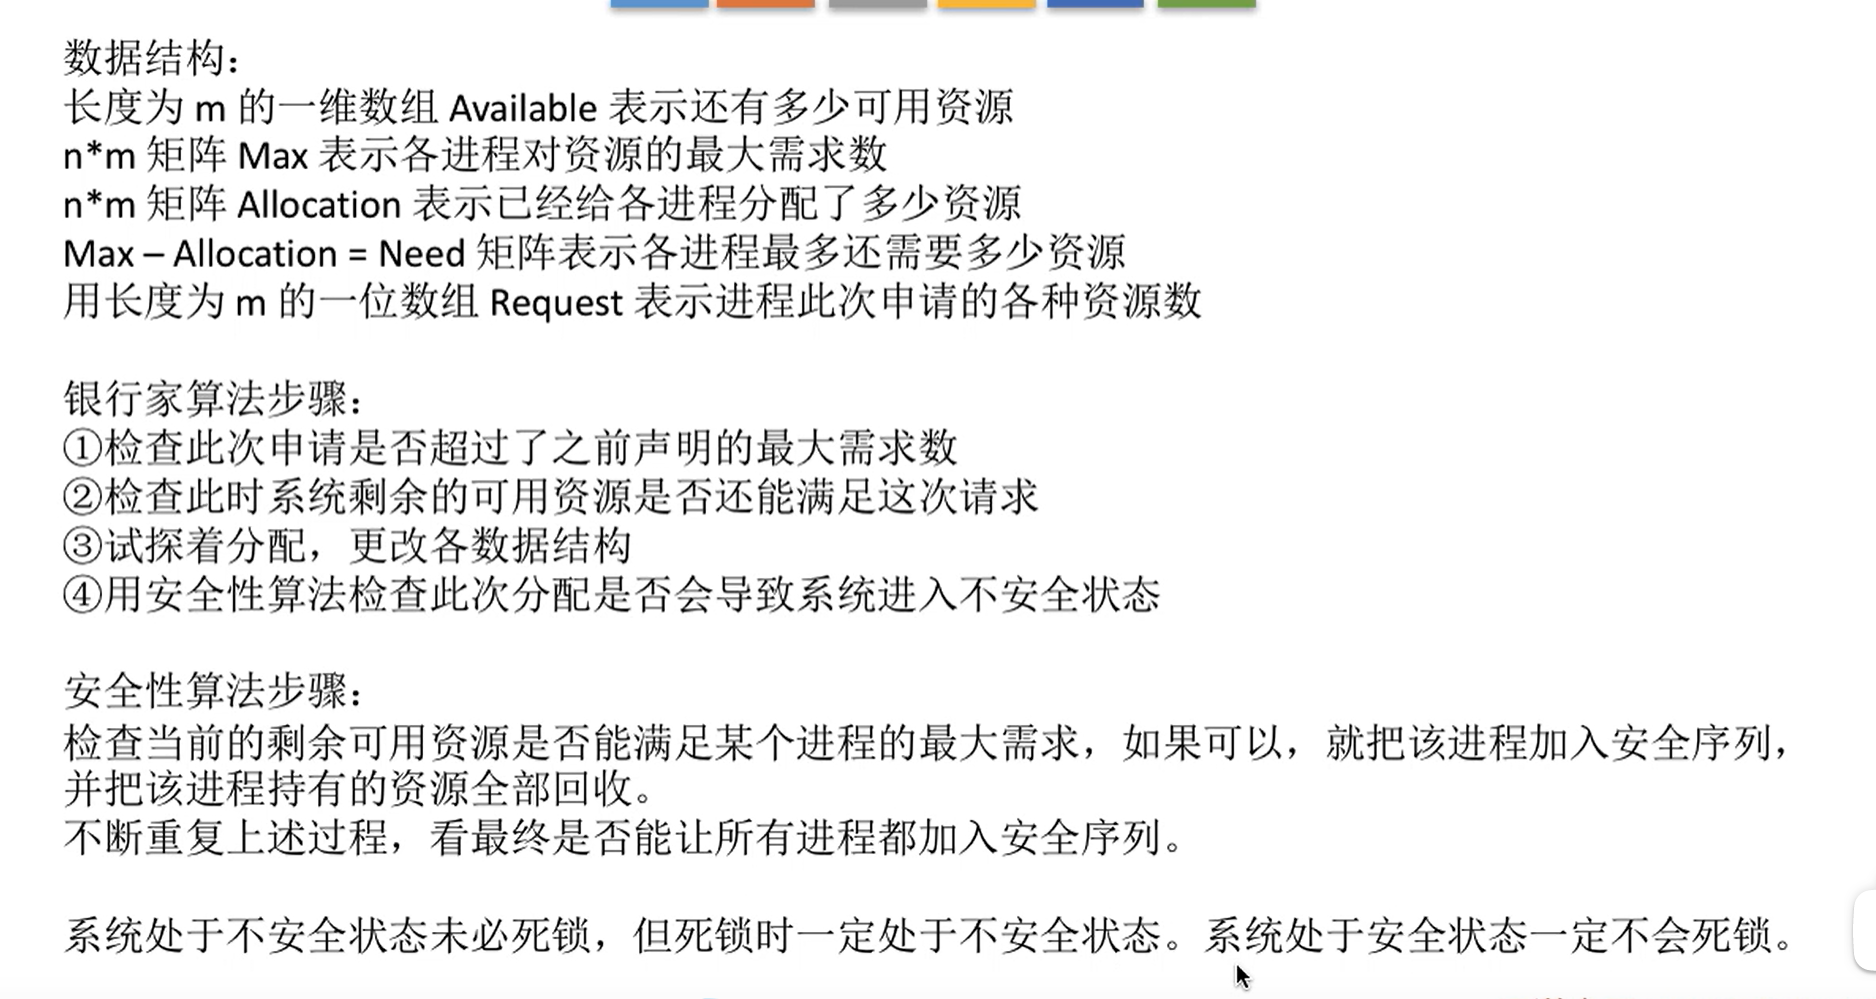 数据结构：
长度为 m 的一维数组 Available 表示还有多少可用资源
n*m 矩阵 Max 表示各进程对资源的最大需求数
n*m 矩阵 Allocation 表示已经给各进程分配了多少资源
Max – Allocation = Need 矩阵表示各进程最多还需要多少资源
用长度为 m 的一位数组 Request 表示进程此次申请的各种资源数
银行家算法步骤：
①检查此次申请是否超过了之前声明的最大需求数
②检查此时系统剩余的可用资源是否还能满足这次请求
③试探着分配，更改各数据结构
④用安全性算法检查此次分配是否会导致系统进入不安全状态
安全性算法步骤：
检查当前的剩余可用资源是否能满足某个进程的最大需求，如果可以，就把该进程加入安全序列，
并把该进程持有的资源全部回收。
不断重复上述过程，看最终是否能让所有进程都加入安全序列。
系统处于不安全状态未必死锁，但死锁时一定处于不安全状态。系统处于安全状态一定不会死锁。